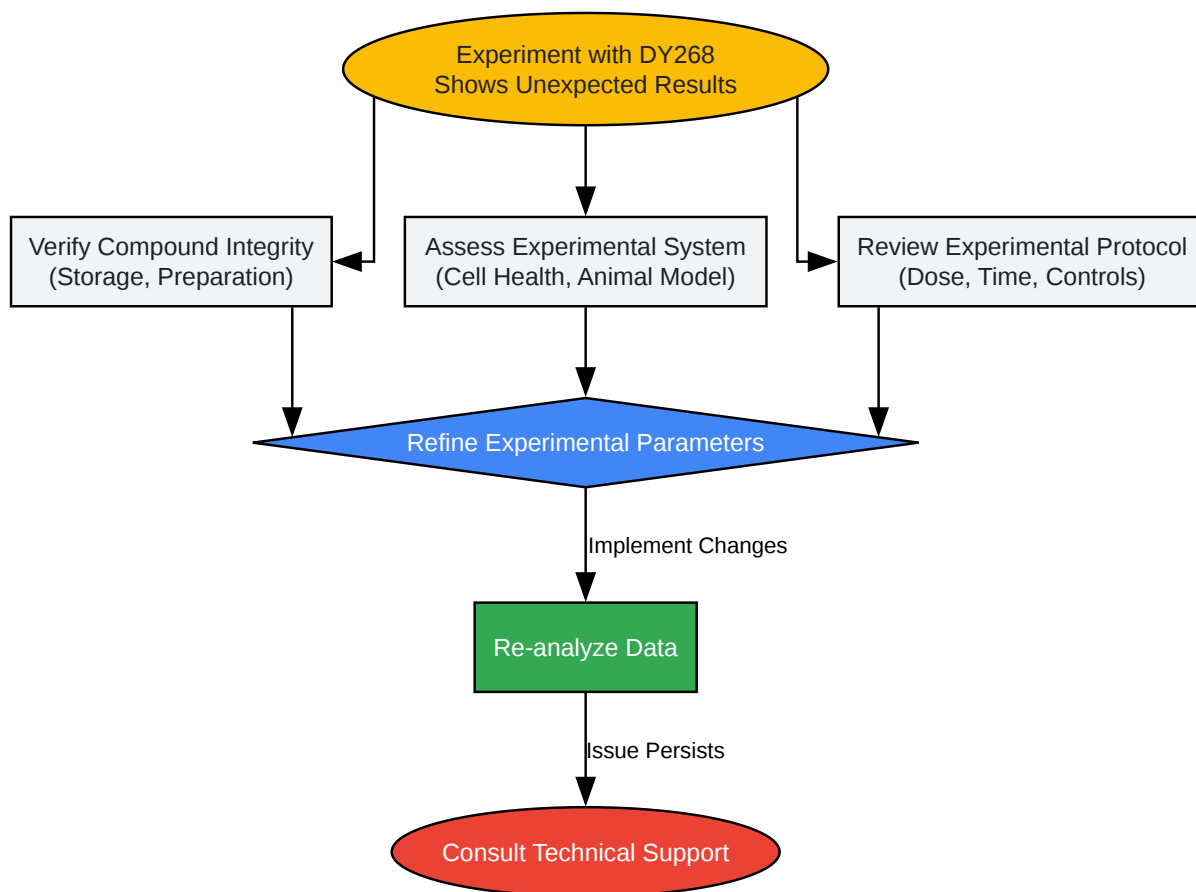 Experiment with DY268
Shows Unexpected Results
Verify Compound Integrity
(Storage, Preparation)
Assess Experimental System
(Cell Health, Animal Model)
Review Experimental Protocol
(Dose, Time, Controls)
Refine Experimental Parameters
Implement Changes
Re-analyze Data
Issue Persists
Consult Technical Support